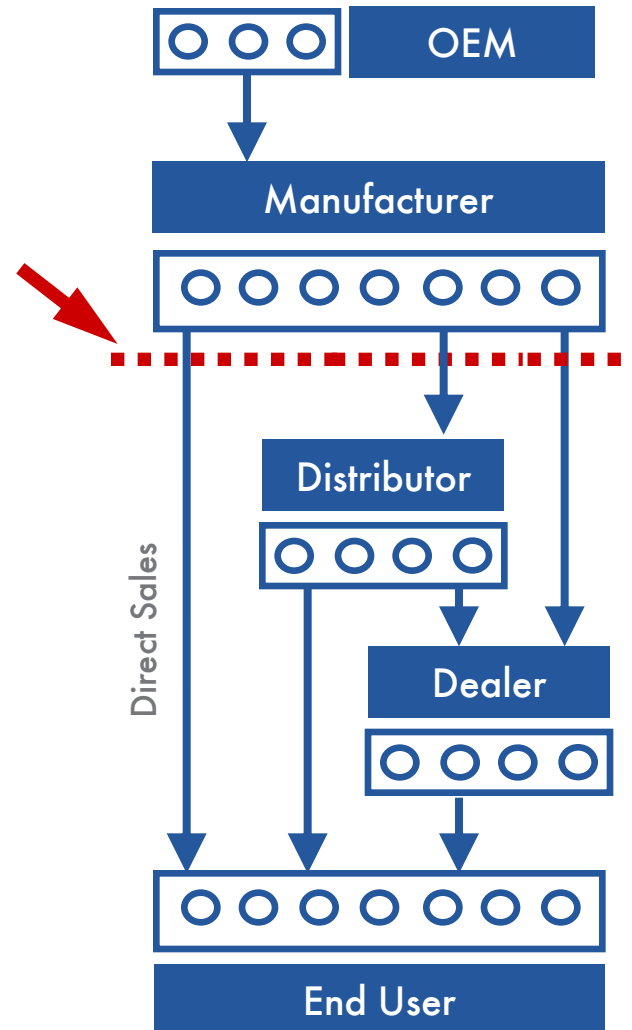 OEM
Manufacturer
Distributor
Direct Sales
Dealer
End User